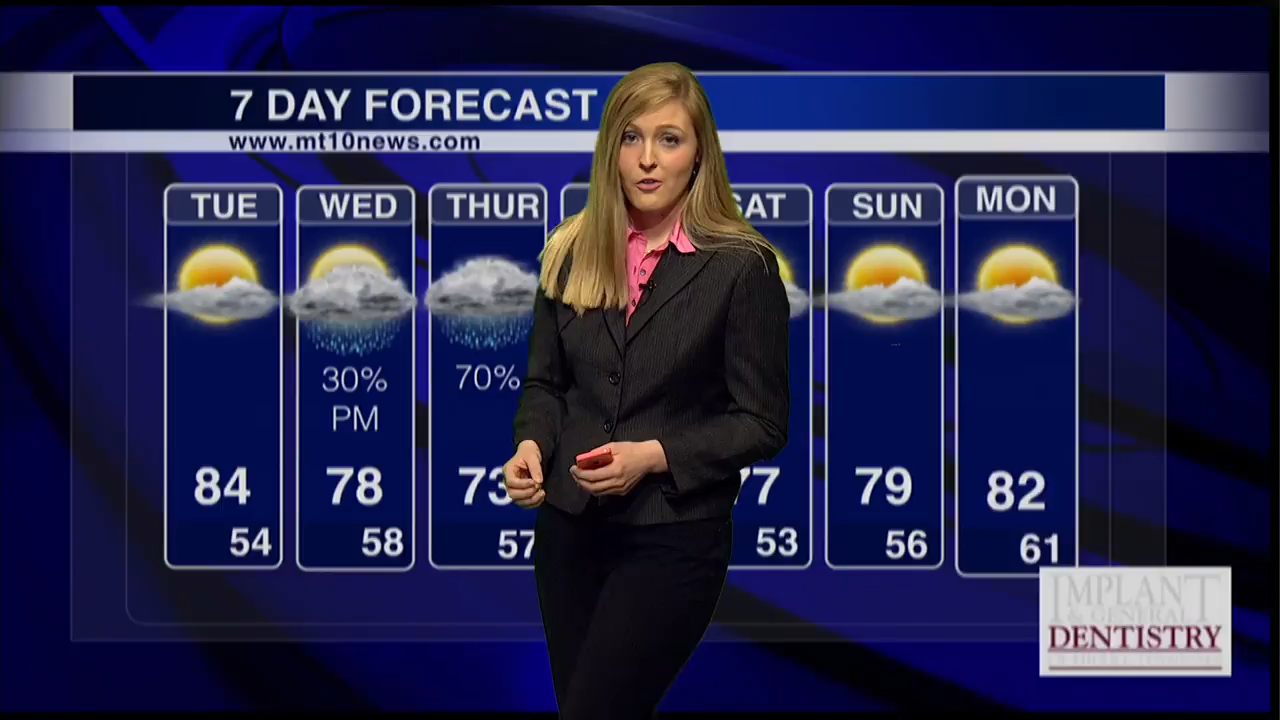 7 DAY FORECAST
www.mt10news.com
TUE WED THUR SAT SUN MON
30% 70%
PM
84 78 73 77 79 82
54 58 57 53 56 61
IMPLANT
& GENERAL
DENTISTRY